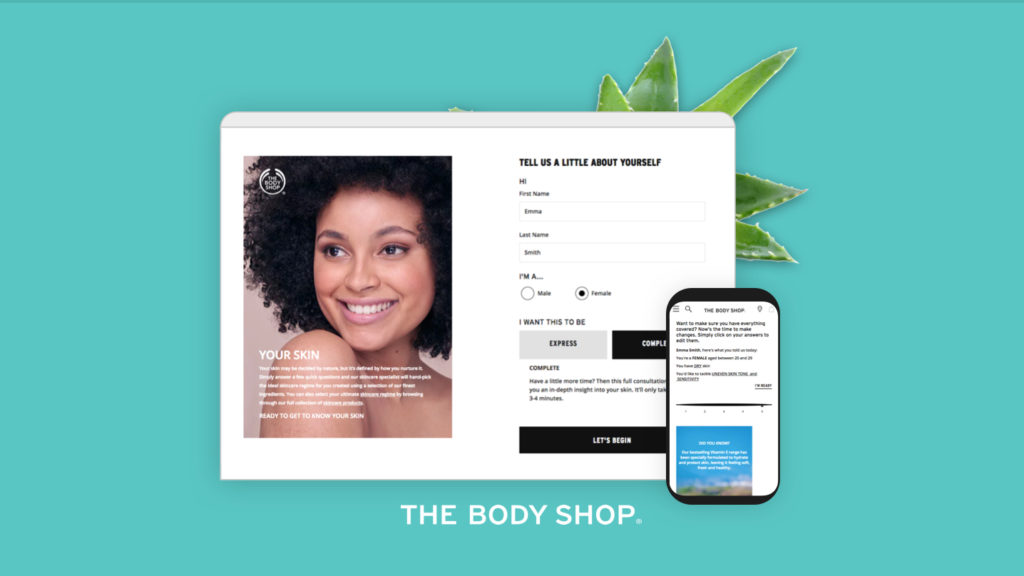 THE
BODY
SHOP
YOUR SKIN
Your skin may be decided by nature, but it's defined by how you nurture it.
Simply answer a few quick questions and our skincare specialist will hand-pick
the ideal skincare regime for you created using a selection of our finest
ingredients. You can also select your ultimate skincare regime by browsing
through our full collection of skincare products.
READY TO GET TO KNOW YOUR SKIN
TELL US A LITTLE ABOUT YOURSELF
HI
First Name
Emma
Last Name
Smith
I'M A...
Male Female
I WANT THIS TO BE
EXPRESS COMPLE
COMPLETE
Have a little more time? Then this full consultation
you an in-depth insight into your skin. It'll only tak
3-4 minutes.
LET'S BEGIN
THE BODY SHOP.
Want to make sure you have everything
covered? Now's the time to make
changes. Simply click on your answers to
edit them.
Emma Smith, here's what you told us today:
You're a FEMALE aged between 20 and 29
You have DRY skin
You'd like to tackle UNEVEN SKIN TONE and
SENSITIVITY
I'M READY
1 2 3 4 5
DID YOU KNOW?
Our bestselling Vitamin E range has
been specially formulated to hydrate
and protect skin, leaving it feeling soft,
fresh and healthy.
THE BODY SHOP®